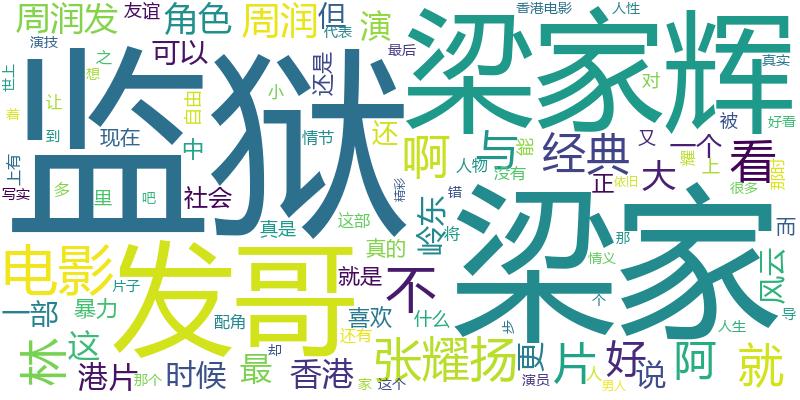 周润发
友谊
角色
周润
但
演
香港电影
人性
演技
可以
还是
代表
最后
梁家辉
真实
世上
之
想
监狱
自由
小
对
着
让
到
现在
情节
还
啊
与
能
经典
又
一个
被
好看
上有
中
人物
没有
正
大
耀
上
看
那时
写实
多
里
吧
社会
真是
这部
精彩
岭东
错
将
梁家
依旧
很多
电影
发哥
真的
不
那
情义
而
风云
片子
就是
一部
暴力
配角
喜欢
什么
个
人生
导
林
这
还有
张耀扬
更
步
片
好
说
阿
就
港片
那个
时候
最
却
香港
家
这个
演员
人
男人